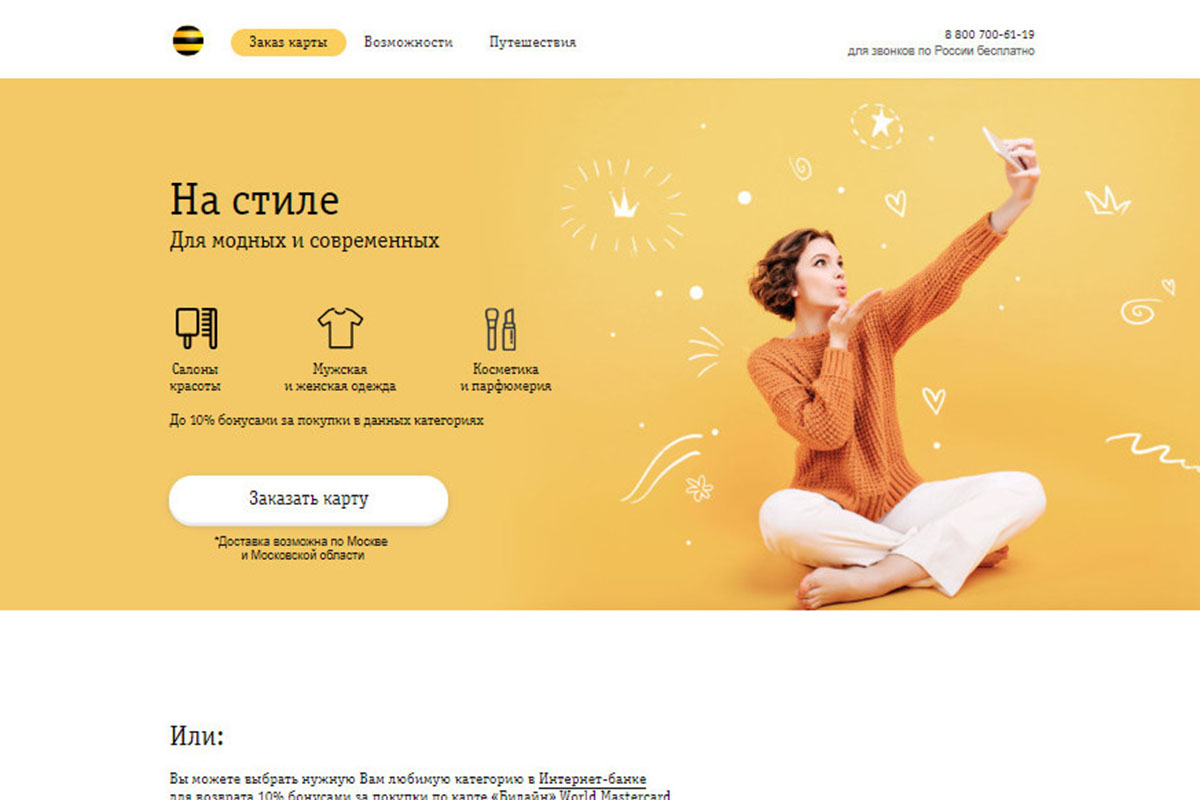 Заказ карты
Возможности
Путешествия
8 800 700-61-19
для звонков по России бесплатно
На стиле
Для модных и современных
Салоны
красоты
Мужская
и женская одежда
Косметика
и парфюмерия
До 10% бонусами за покупки в данных категориях
Заказать карту
*Доставка возможна по Москве
и Московской области
Или:
Вы можете выбрать нужную Вам любимую категорию в Интернет-банке
для возврата 10% бонусами за покупки по карте «Билайн» World Mastercard